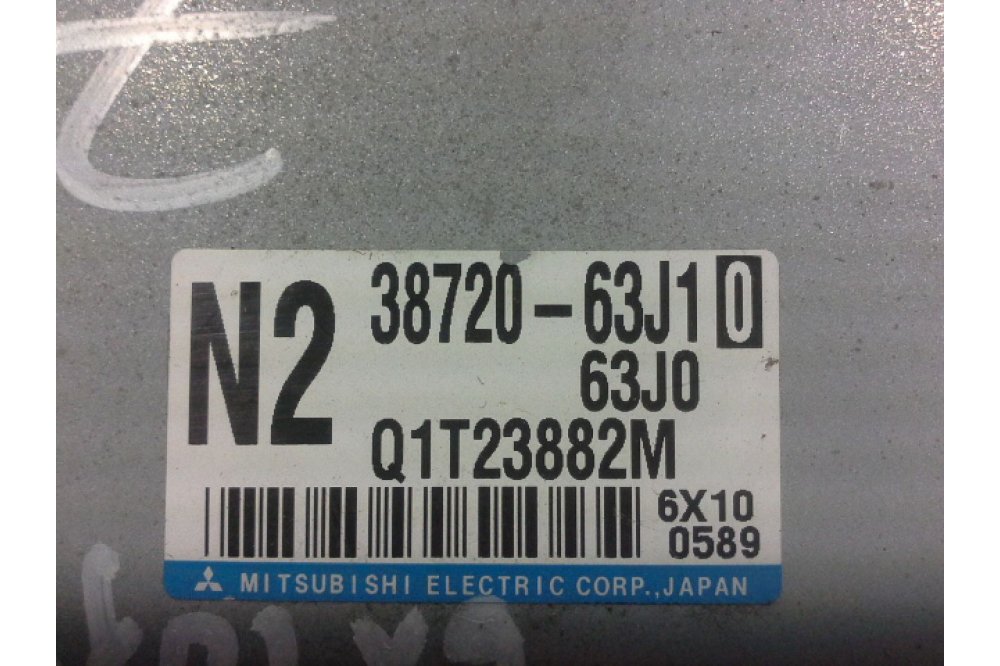 N2
38720-63J10
63J0
Q1T23882M
6X10
0589
MITSUBISHI ELECTRIC CORP.,JAPAN